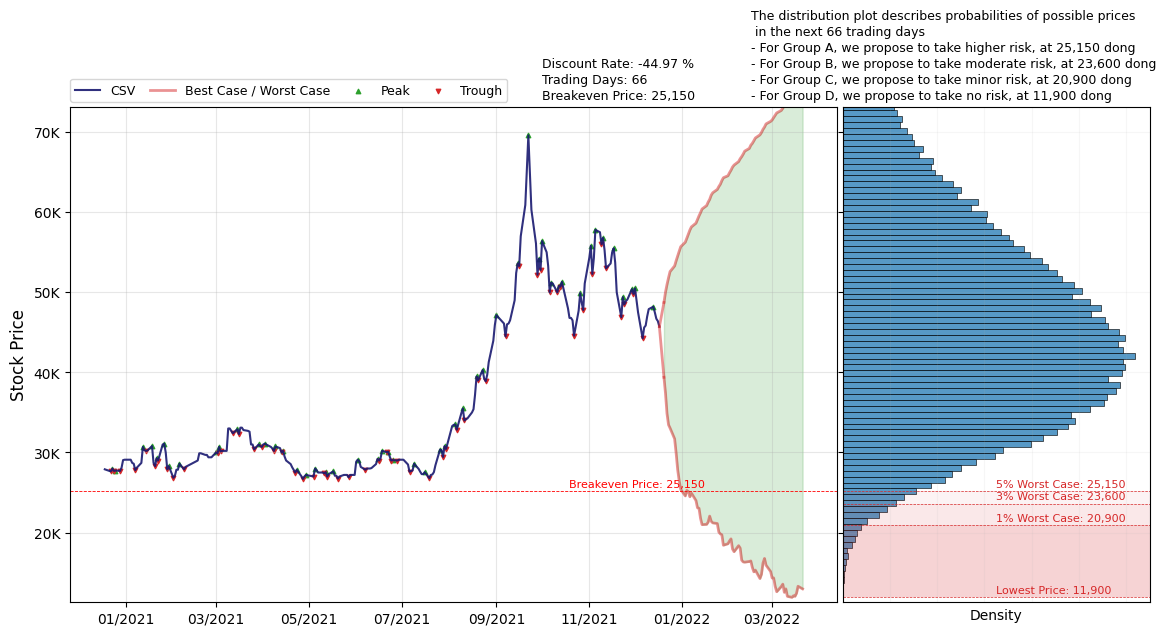 The distribution plot describes probabilities of possible prices
in the next 66 trading days
- For Group A, we propose to take higher risk, at 25,150 dong
- For Group B, we propose to take moderate risk, at 23,600 dong
- For Group C, we propose to take minor risk, at 20,900 dong
- For Group D, we propose to take no risk, at 11,900 dong
Discount Rate: -44.97 %
Trading Days: 66
Breakeven Price: 25,150
CSV Best Case / Worst Case Peak Trough
Stock Price
70K
60K
50K
40K
30K
20K
Breakeven Price: 25,150
5% Worst Case: 25,150
3% Worst Case: 23,600
1% Worst Case: 20,900
Lowest Price: 11,900
01/2021 03/2021 05/2021 07/2021 09/2021 11/2021 01/2022 03/2022
Density